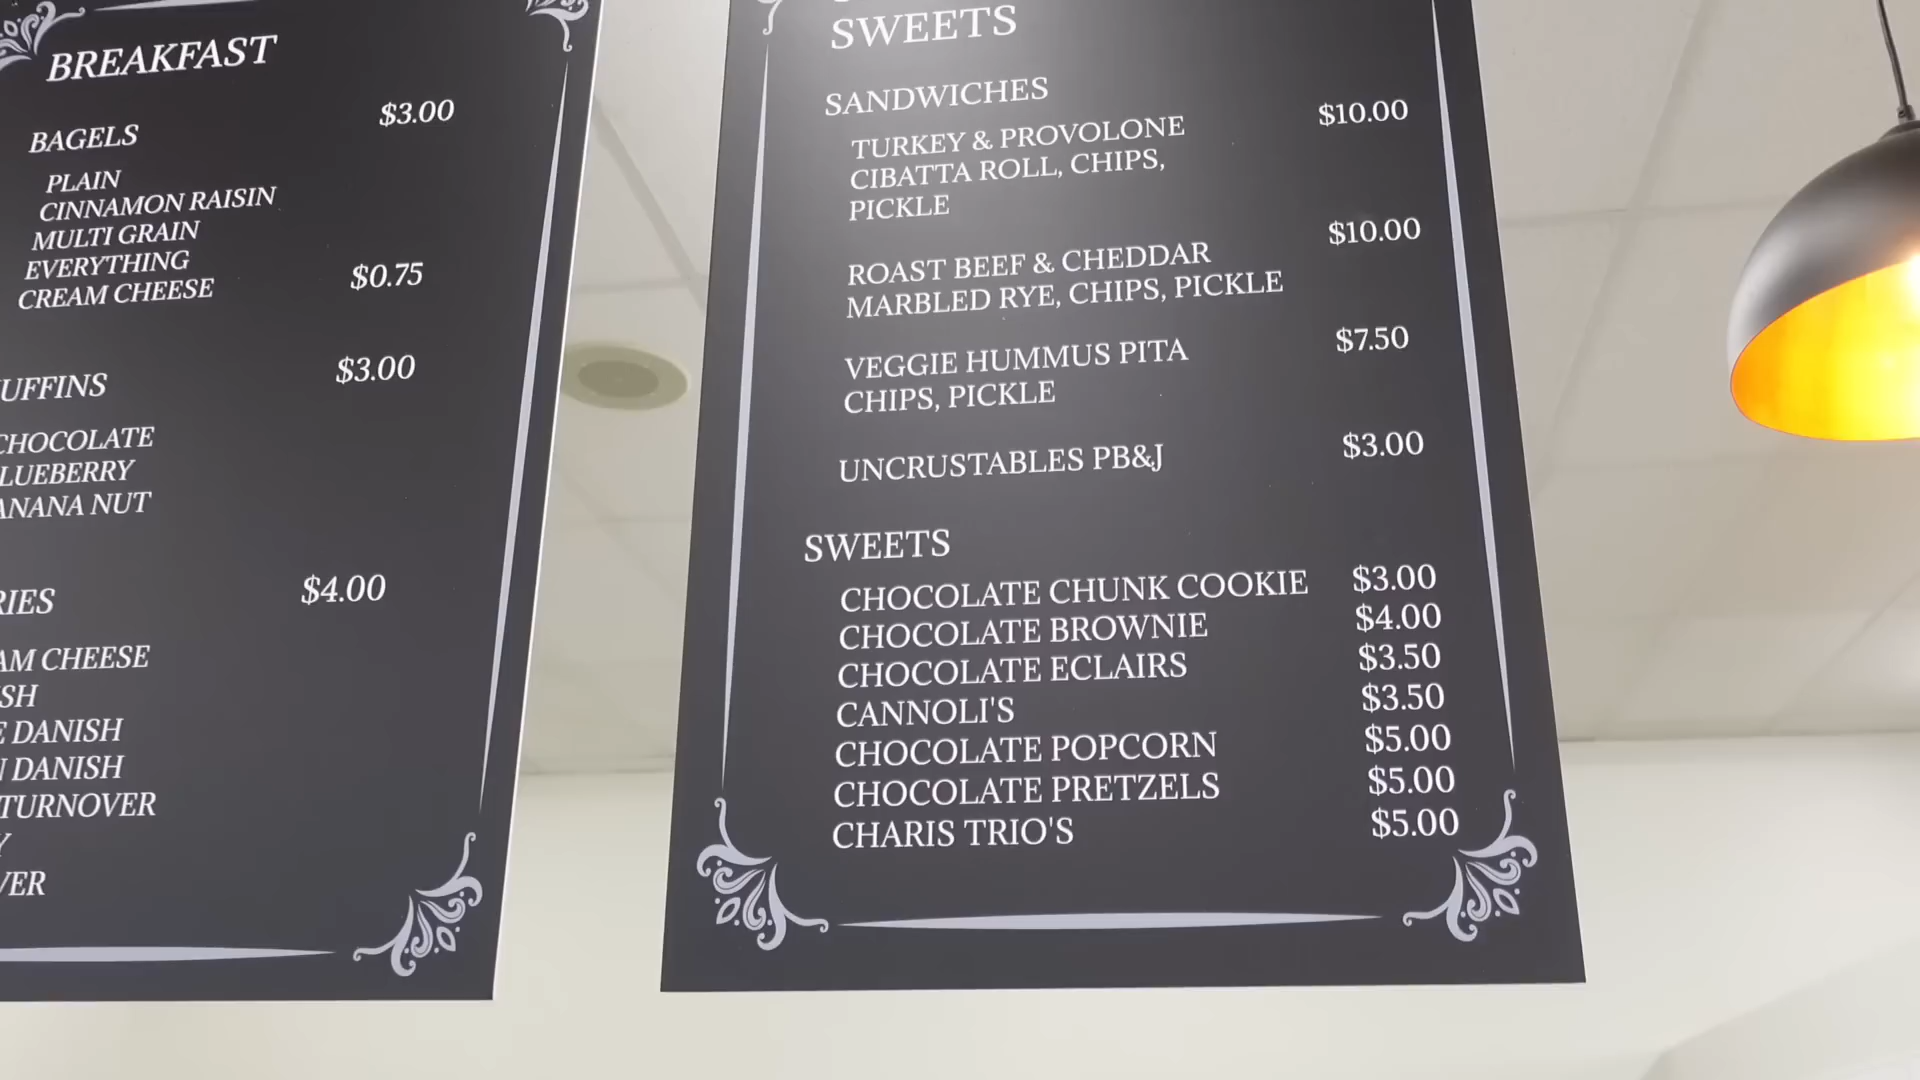 BREAKFAST
BAGELS $3.00
PLAIN
CINNAMON RAISIN
MULTI GRAIN
EVERYTHING
CREAM CHEESE $0.75
UFFINS $3.00
CHOCOLATE
LUEBERRY
ANANA NUT
RIES $4.00
AM CHEESE
SH
E DANISH
N DANISH
TURNOVER
Y
VER
SWEETS
SANDWICHES
TURKEY & PROVOLONE $10.00
CIBATTA ROLL, CHIPS,
PICKLE
ROAST BEEF & CHEDDAR $10.00
MARBLED RYE, CHIPS, PICKLE
VEGGIE HUMMUS PITA $7.50
CHIPS, PICKLE
UNCRUSTABLES PB&J $3.00
SWEETS
CHOCOLATE CHUNK COOKIE $3.00
CHOCOLATE BROWNIE $4.00
CHOCOLATE ECLAIRS $3.50
CANNOLI'S $3.50
CHOCOLATE POPCORN $5.00
CHOCOLATE PRETZELS $5.00
CHARIS TRIO'S $5.00